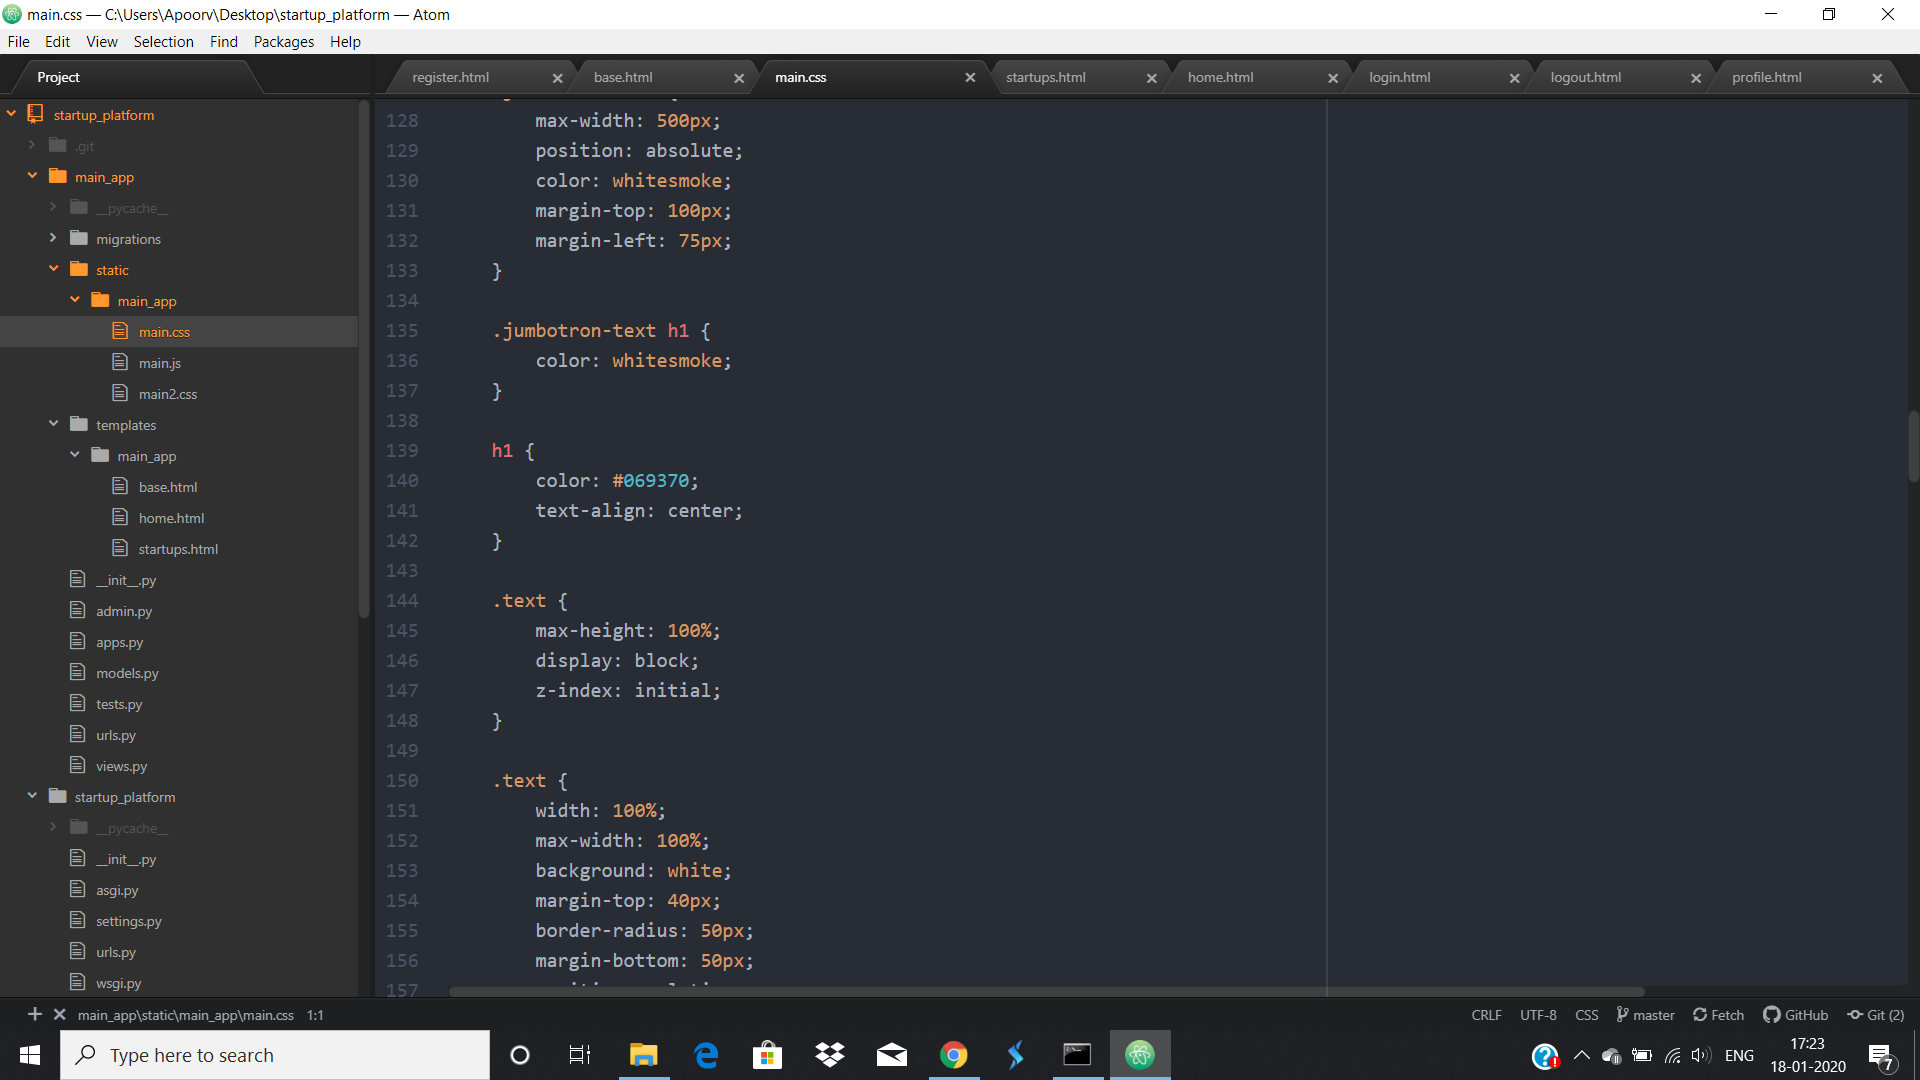 main.css — C:\Users\Apoorv\Desktop\startup_platform — Atom
File Edit View Selection Find Packages Help
Project
register.html base.html main.css startups.html home.html login.html logout.html profile.html
startup_platform
.git
main_app
__pycache__
migrations
static
main_app
main.css
main.js
main2.css
templates
main_app
base.html
home.html
startups.html
__init__.py
admin.py
apps.py
models.py
tests.py
urls.py
views.py
startup_platform
__pycache__
__init__.py
asgi.py
settings.py
urls.py
wsgi.py
128 max-width: 500px;
129 position: absolute;
130 color: whitesmoke;
131 margin-top: 100px;
132 margin-left: 75px;
133 }
134
135 .jumbotron-text h1 {
136 color: whitesmoke;
137 }
138
139 h1 {
140 color: #069370;
141 text-align: center;
142 }
143
144 .text {
145 max-height: 100%;
146 display: block;
147 z-index: initial;
148 }
149
150 .text {
151 width: 100%;
152 max-width: 100%;
153 background: white;
154 margin-top: 40px;
155 border-radius: 50px;
156 margin-bottom: 50px;
157
main_app\static\main_app\main.css 1:1
CRLF UTF-8 CSS master Fetch GitHub Git (2)
Type here to search
ENG
17:23
18-01-2020
7